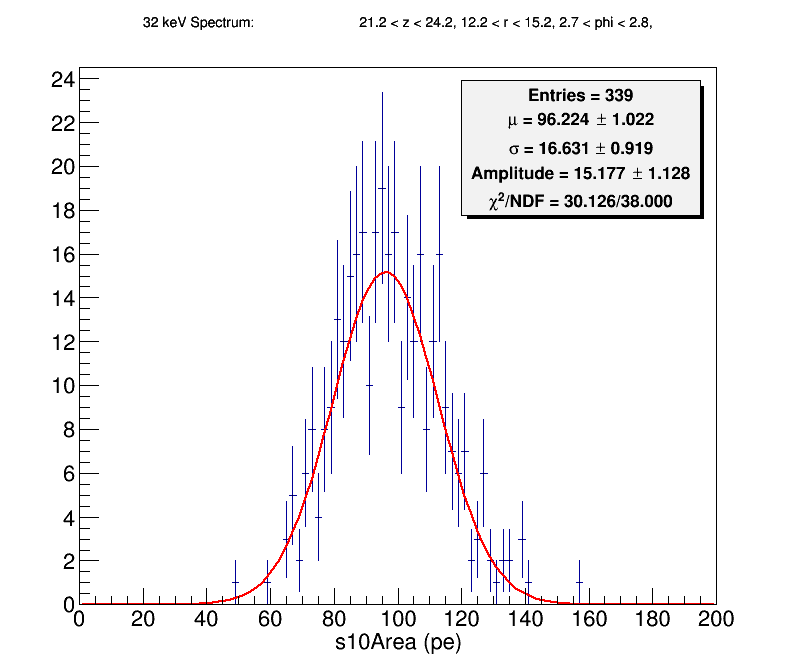 32 keV Spectrum: 21.2 < z < 24.2, 12.2 < r < 15.2, 2.7 < phi < 2.8,
24
22
20
18
16
14
12
10
8
6
4
2
0
Entries = 339
μ = 96.224 ± 1.022
σ = 16.631 ± 0.919
Amplitude = 15.177 ± 1.128
χ²/NDF = 30.126/38.000
0 20 40 60 80 100 120 140 160 180 200
s10Area (pe)